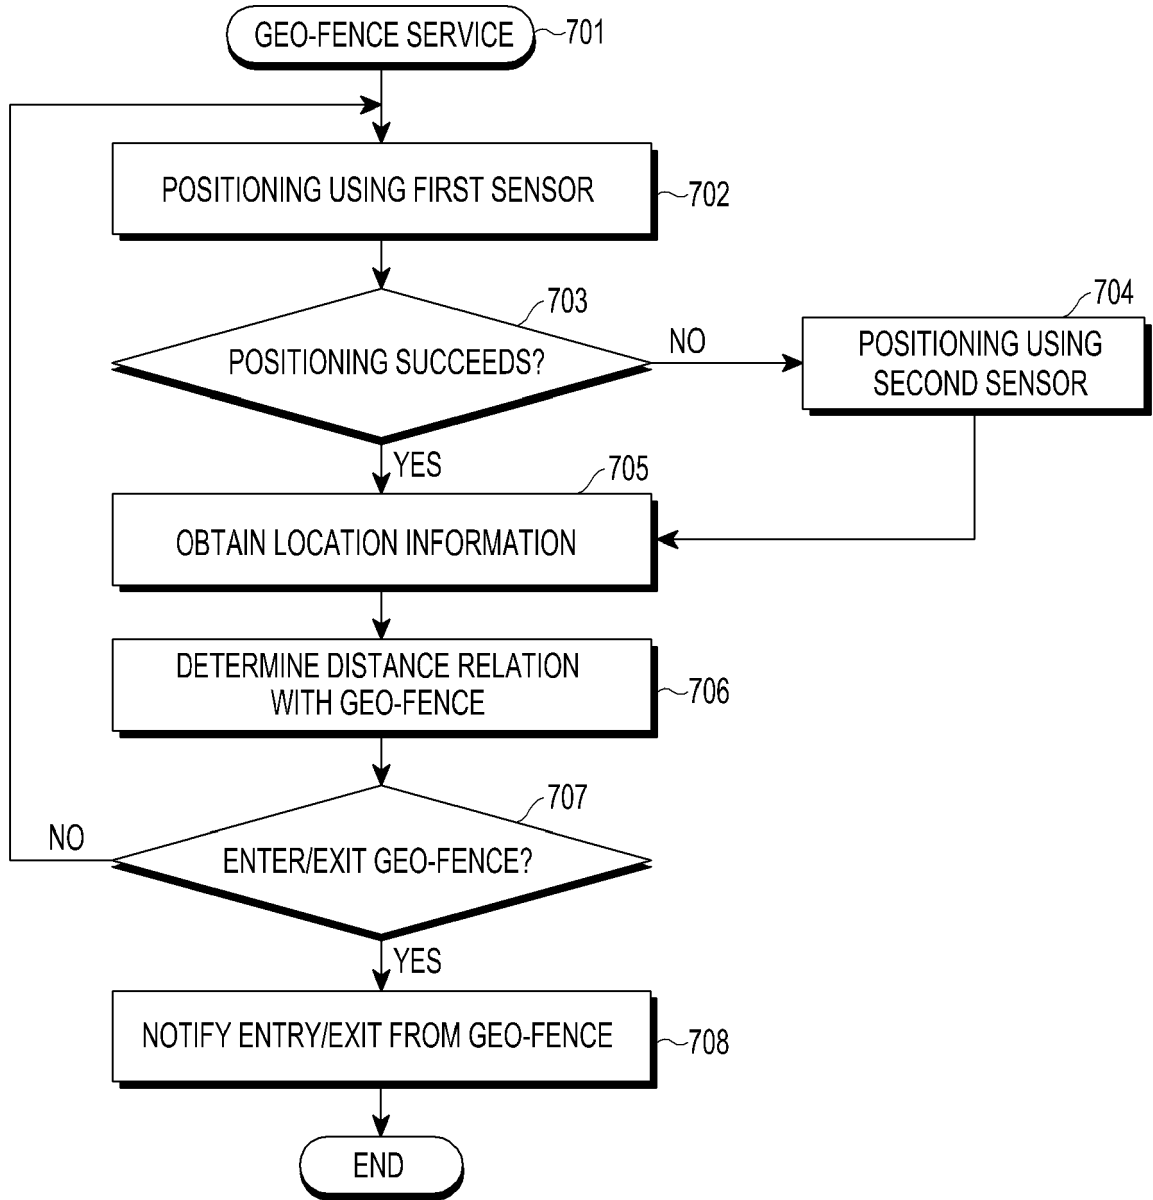 GEO-FENCE SERVICE
701
POSITIONING USING FIRST SENSOR
702
703
POSITIONING SUCCEEDS?
NO
704
POSITIONING USING
SECOND SENSOR
YES
705
OBTAIN LOCATION INFORMATION
DETERMINE DISTANCE RELATION
WITH GEO-FENCE
706
707
NO
ENTER/EXIT GEO-FENCE?
YES
NOTIFY ENTRY/EXIT FROM GEO-FENCE
708
END